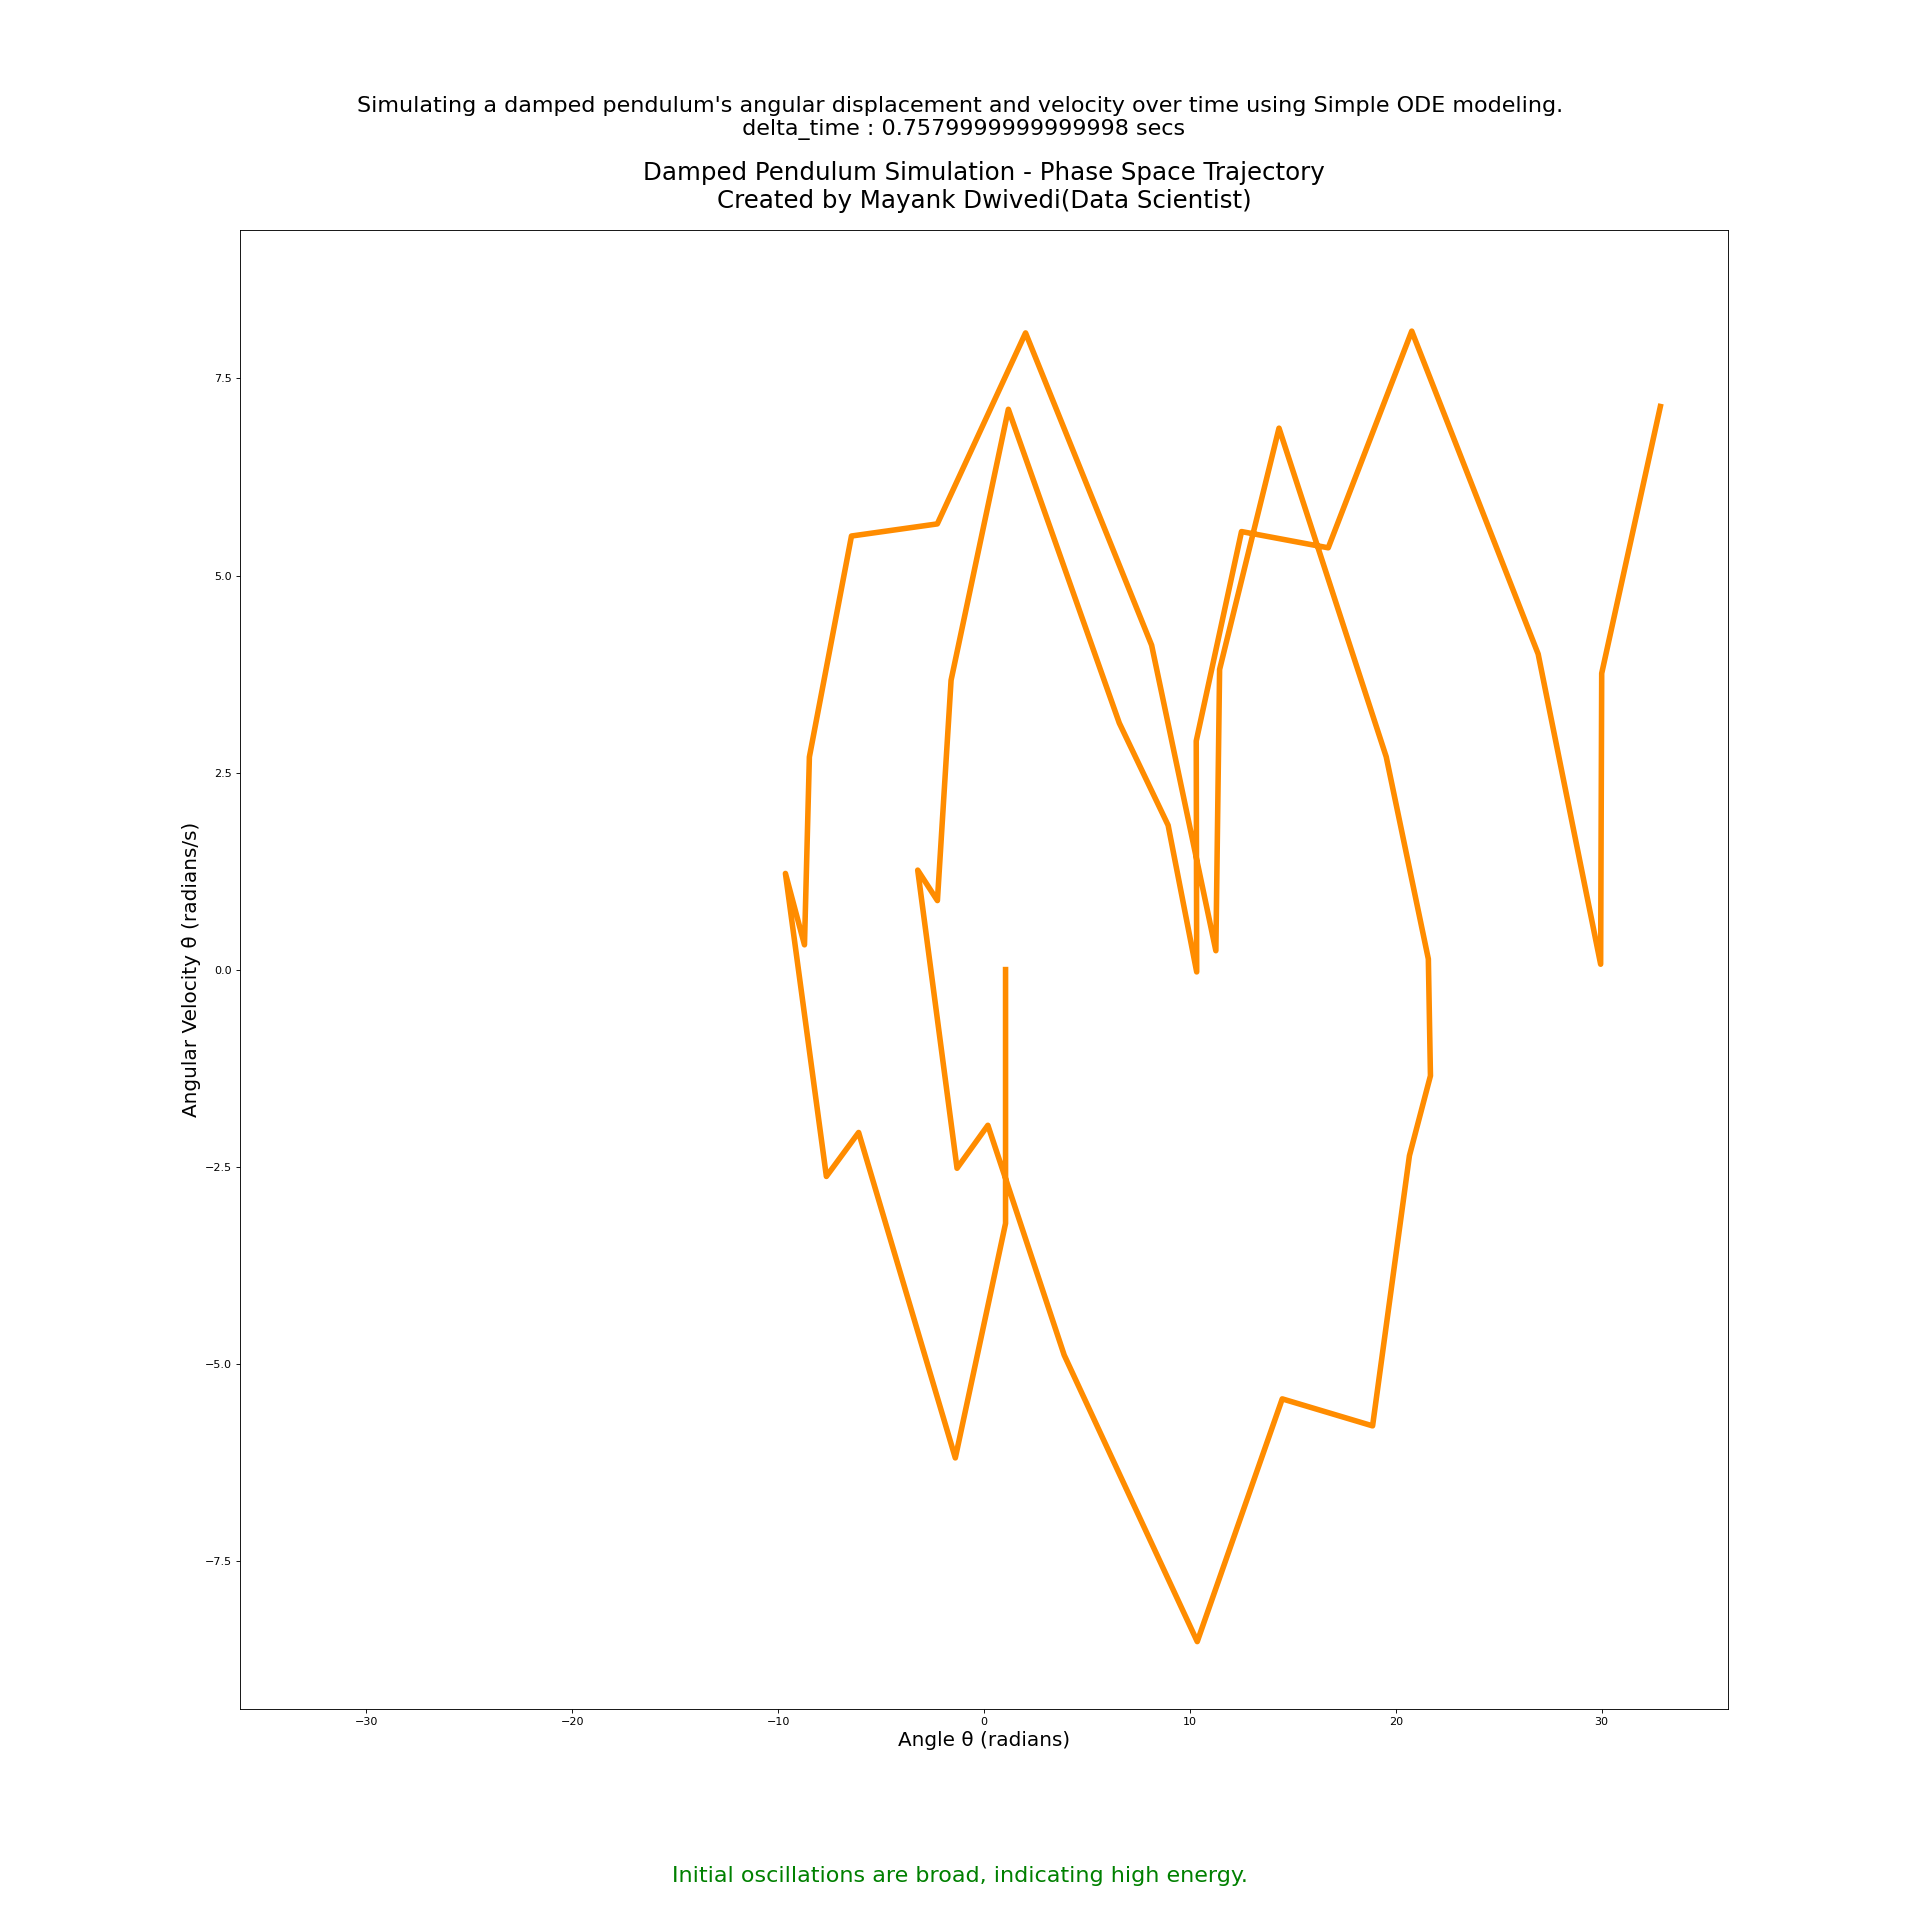 Simulating a damped pendulum's angular displacement and velocity over time using Simple ODE modeling.
delta_time : 0.7579999999999998 secs
Damped Pendulum Simulation - Phase Space Trajectory
Created by Mayank Dwivedi(Data Scientist)
Angular Velocity θ (radians/s)
7.5
5.0
2.5
0.0
−2.5
−5.0
−7.5
−30
−20
−10
0
10
20
30
Angle θ (radians)
Initial oscillations are broad, indicating high energy.